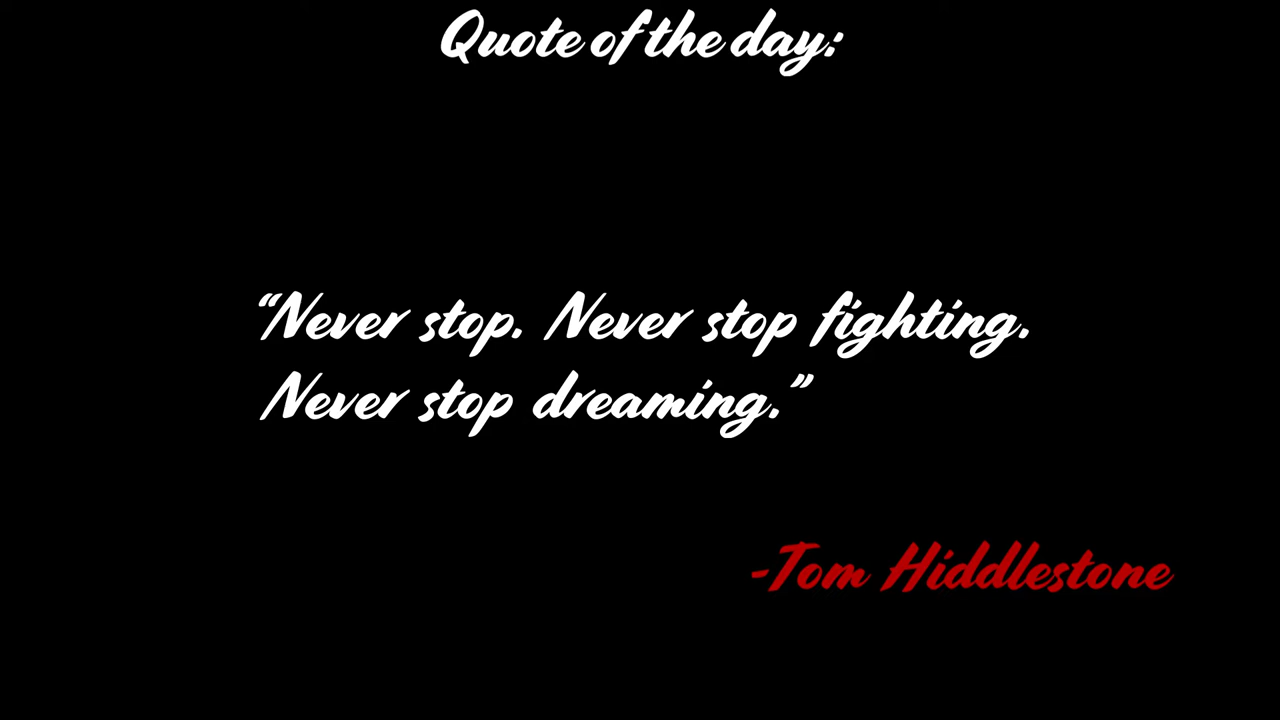 Quote of the day:
“Never stop. Never stop fighting.
Never stop dreaming.”
-Tom Hiddlestone